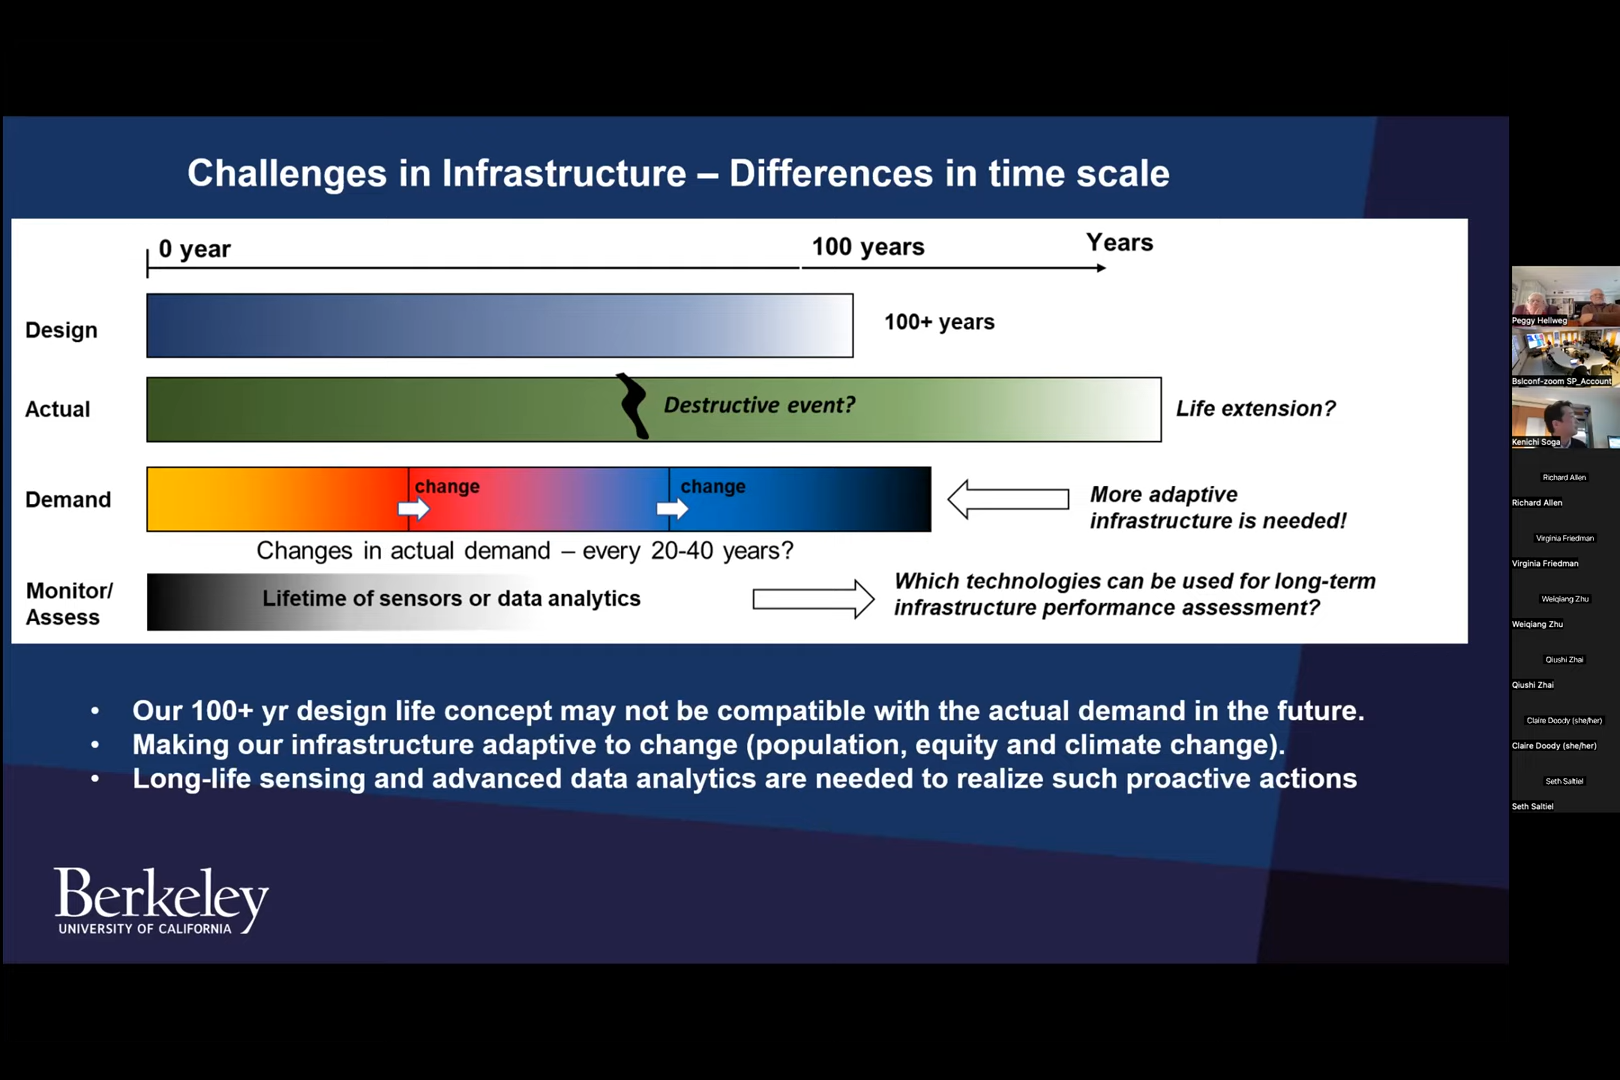 Challenges in Infrastructure – Differences in time scale
0 year
100 years
Years
Design
100+ years
Actual
Destructive event?
Life extension?
Demand
change
change
More adaptive
infrastructure is needed!
Changes in actual demand – every 20-40 years?
Monitor/
Assess
Lifetime of sensors or data analytics
Which technologies can be used for long-term
infrastructure performance assessment?
• Our 100+ yr design life concept may not be compatible with the actual demand in the future.
• Making our infrastructure adaptive to change (population, equity and climate change).
• Long-life sensing and advanced data analytics are needed to realize such proactive actions
Berkeley
UNIVERSITY OF CALIFORNIA
Peggy Hellweg
Bslconf-zoom SP_Account
Kenichi Soga
Richard Allen
Richard Allen
Virginia Friedman
Virginia Friedman
Weiqiang Zhu
Weiqiang Zhu
Qiushi Zhai
Qiushi Zhai
Claire Doody (she/her)
Claire Doody (she/her)
Seth Saltiel
Seth Saltiel